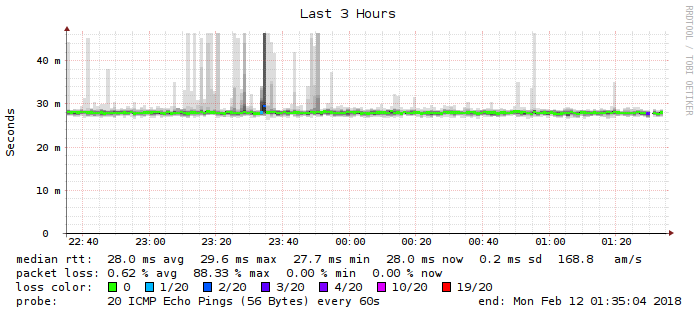 Last 3 Hours
RRDTOOL / TOBI OETIKER
Seconds
40 m
30 m
20 m
10 m
0
22:40 23:00 23:20 23:40 00:00 00:20 00:40 01:00 01:20
median rtt: 28.0 ms avg 29.6 ms max 27.7 ms min 28.0 ms now 0.2 ms sd 168.8 am/s
packet loss: 0.62 % avg 88.33 % max 0.00 % min 0.00 % now
loss color: 0 1/20 2/20 3/20 4/20 10/20 19/20
probe: 20 ICMP Echo Pings (56 Bytes) every 60s end: Mon Feb 12 01:35:04 2018